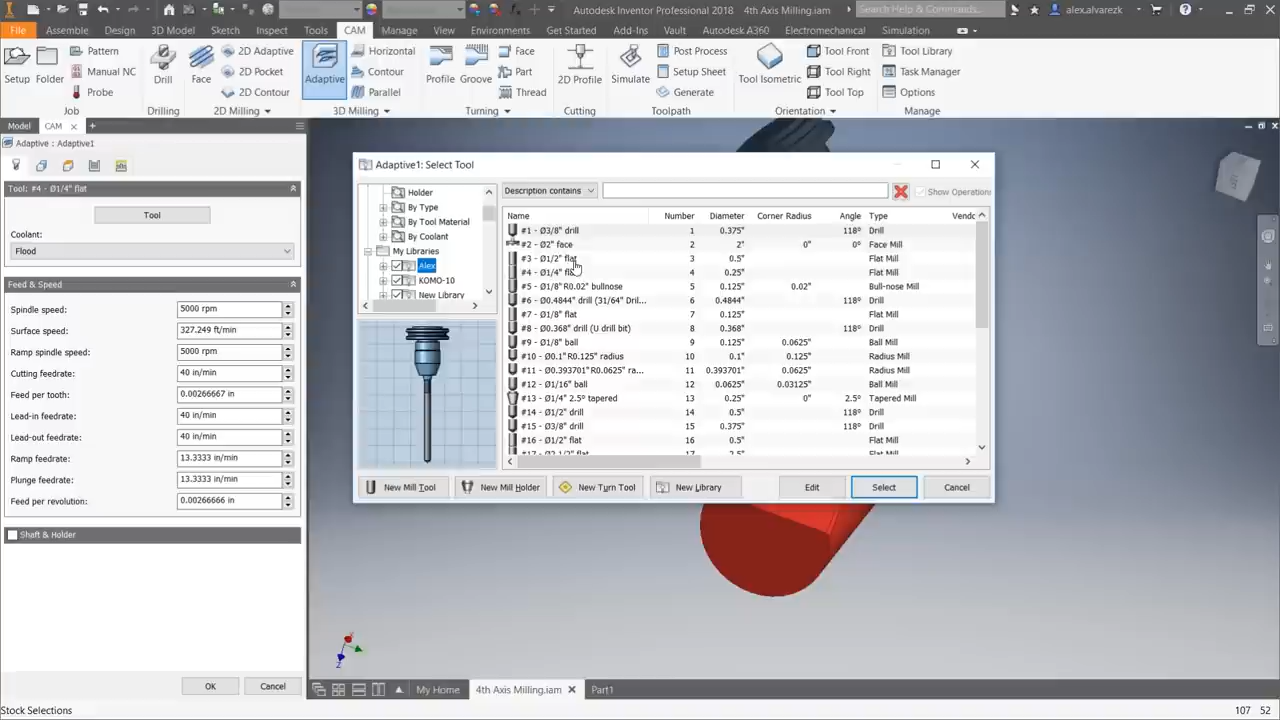 Autodesk Inventor Professional 2018 4th Axis Milling.iam
Search Help & Commands...
alex.alvarezk
File Assembly Design 3D Model Sketch Inspect Tools CAM Manage View Environments Get Started Add-Ins Vault Autodesk A360 Electromechanical Simulation
Setup
Folder
Pattern
Manual NC
Probe
Job
Drill
Drilling
Face
2D Adaptive
2D Pocket
2D Contour
2D Milling
Adaptive
Horizontal
Contour
Parallel
3D Milling
Profile
Groove
Face
Part
Thread
Turning
2D Profile
Cutting
Simulate
Post Process
Setup Sheet
Generate
Toolpath
Tool Isometric
Tool Front
Tool Right
Tool Top
Orientation
Tool Library
Task Manager
Options
Manage
Model CAM
Adaptive : Adaptive1
Tool: #4 - Ø1/4" flat
Tool
Coolant:
Flood
Feed & Speed
Spindle speed: 5000 rpm
Surface speed: 327.249 ft/min
Ramp spindle speed: 5000 rpm
Cutting feedrate: 40 in/min
Feed per tooth: 0.00266667 in
Lead-in feedrate: 40 in/min
Lead-out feedrate: 40 in/min
Ramp feedrate: 13.3333 in/min
Plunge feedrate: 13.3333 in/min
Feed per revolution: 0.00266666 in
Shaft & Holder
OK Cancel
Adaptive1: Select Tool
Holder
By Type
By Tool Material
By Coolant
My Libraries
Alex
KOMO-10
New Library
Description contains
Show Operation
Name Number Diameter Corner Radius Angle Type Vendo
#1 - Ø3/8" drill 1 0.375" 118° Drill
#2 - Ø2" face 2 2" 0" 0° Face Mill
#3 - Ø1/2" flat 3 0.5" Flat Mill
#4 - Ø1/4" 4 0.25" Flat Mill
#5 - Ø1/8" R0.02" bullnose 5 0.125" 0.02" Bull-nose Mill
#6 - Ø0.4844" drill (31/64" Dril... 6 0.4844" 118° Drill
#7 - Ø1/8" flat 7 0.125" Flat Mill
#8 - Ø0.368" drill (U drill bit) 8 0.368" 118° Drill
#9 - Ø1/8" ball 9 0.125" 0.0625" Ball Mill
#10 - Ø0.1" R0.125" radius 10 0.1" 0.125" Radius Mill
#11 - Ø0.393701" R0.0625" ra... 11 0.393701" 0.0625" Radius Mill
#12 - Ø1/16" ball 12 0.0625" 0.03125" Ball Mill
#13 - Ø1/4" 2.5° tapered 13 0.25" 0" 2.5° Tapered Mill
#14 - Ø1/2" drill 14 0.5" 118° Drill
#15 - Ø3/8" drill 15 0.375" 118° Drill
#16 - Ø1/2" flat 16 0.5" Flat Mill
#17 - Ø2 1/2" flat 17 2.5" Flat Mill
New Mill Tool New Mill Holder New Turn Tool New Library Edit Select Cancel
Z
My Home 4th Axis Milling.iam Part1
Stock Selections
107 52